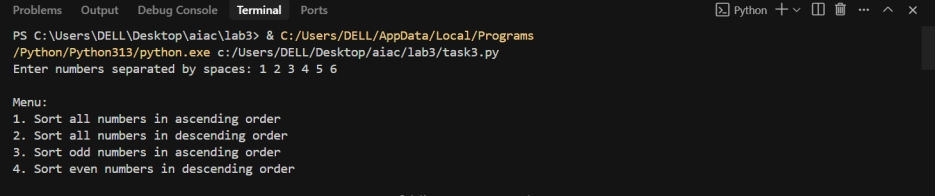 Problems Output Debug Console Terminal Ports
Python
PS C:\Users\DELL\Desktop\aiac\lab3> & C:/Users/DELL/AppData/Local/Programs
/Python/Python313/python.exe c:/Users/DELL/Desktop/aiac/lab3/task3.py
Enter numbers separated by spaces: 1 2 3 4 5 6
Menu:
1. Sort all numbers in ascending order
2. Sort all numbers in descending order
3. Sort odd numbers in ascending order
4. Sort even numbers in descending order